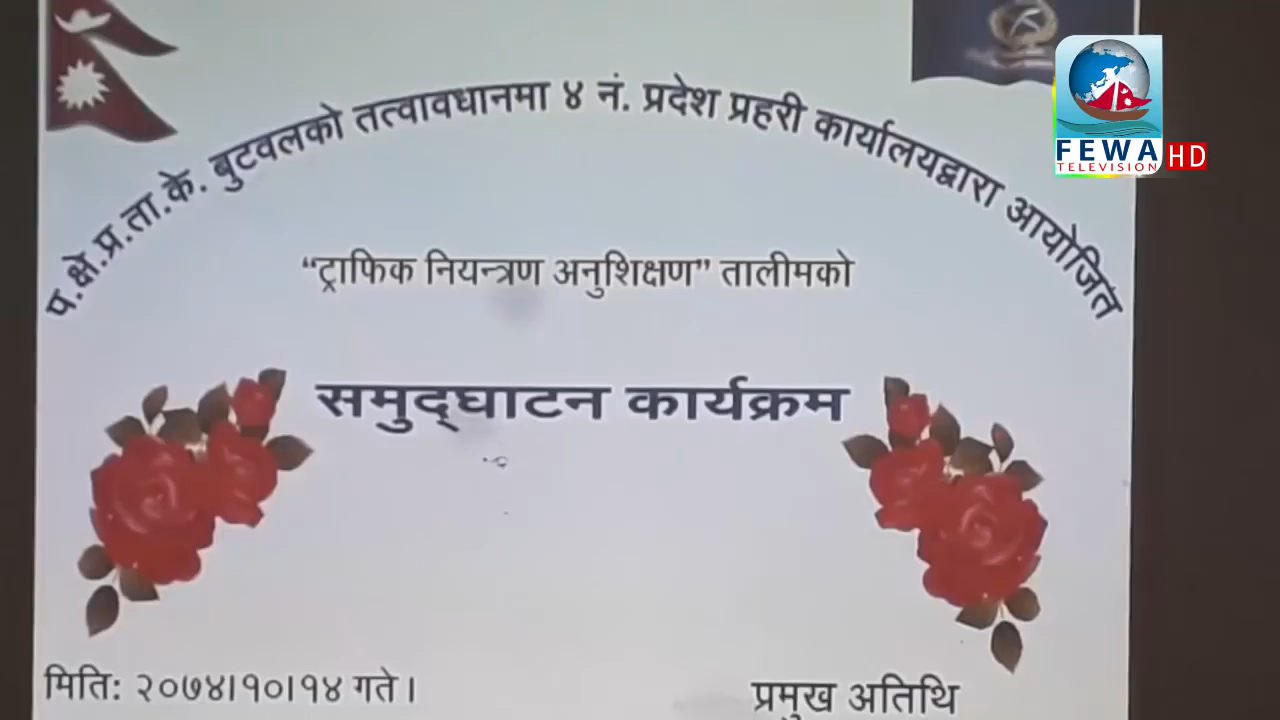 प.क्षे.प्र.ता.के. बुटवलको तत्वावधानमा ४ नं. प्रदेश प्रहरी कार्यालयद्वारा आयोजित
“ट्राफिक नियन्त्रण अनुशिक्षण” तालीमको
समुद्घाटन कार्यक्रम
मितिः २०७४।१०।१४ गते।
प्रमुख अतिथि
FEWA
TELEVISION HD